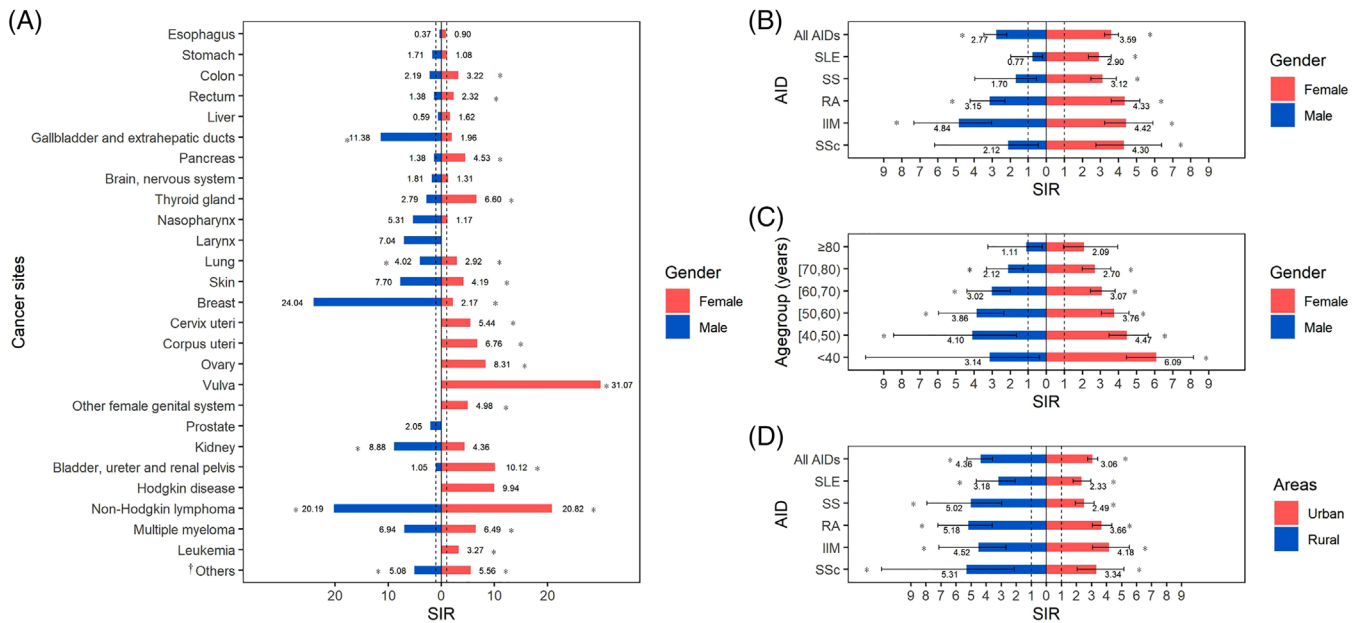 (A)
Cancer sites
Esophagus 0.37 0.90
Stomach 1.71 1.08
Colon 2.19 3.22 *
Rectum 1.38 2.32 *
Liver 0.59 1.62
Gallbladder and extrahepatic ducts *11.38 1.96
Pancreas 1.38 4.53 *
Brain, nervous system 1.81 1.31
Thyroid gland 2.79 6.60 *
Nasopharynx 5.31 1.17
Larynx 7.04
Lung * 4.02 2.92 *
Skin 7.70 4.19 *
Breast 24.04 2.17 *
Cervix uteri 5.44 *
Corpus uteri 6.76 *
Ovary 8.31 *
Vulva * 31.07
Other female genital system 4.98 *
Prostate 2.05
Kidney * 8.88 4.36
Bladder, ureter and renal pelvis 1.05 10.12 *
Hodgkin disease 9.94
Non-Hodgkin lymphoma * 20.19 20.82 *
Multiple myeloma 6.94 6.49 *
Leukemia 3.27 *
†Others * 5.08 5.56 *
20 0 20
SIR
Gender
Female
Male
(B)
AID
All AIDs * 2.77 3.59 *
SLE 0.77 2.90 *
SS 1.70 3.12 *
RA * 3.15 4.33 *
IIM * 4.84 4.42 *
SSc 2.12 4.30 *
9 8 7 6 5 4 3 2 1 0 1 2 3 4 5 6 7 8 9
SIR
Gender
Female
Male
(C)
Agegroup (years)
≥80 1.11 2.09
[70,80) * 2.12 2.70 *
[60,70) * 3.02 3.07 *
[50,60) * 3.86 3.76 *
[40,50) * 4.10 4.47 *
<40 3.14 6.09 *
9 8 7 6 5 4 3 2 1 0 1 2 3 4 5 6 7 8 9
SIR
Gender
Female
Male
(D)
AID
All AIDs * 4.36 3.06 *
SLE * 3.18 2.33 *
SS * 5.02 2.49 *
RA * 5.18 3.66 *
IIM * 4.52 4.18 *
SSc * 5.31 3.34 *
9 8 7 6 5 4 3 2 1 0 1 2 3 4 5 6 7 8 9
SIR
Areas
Urban
Rural